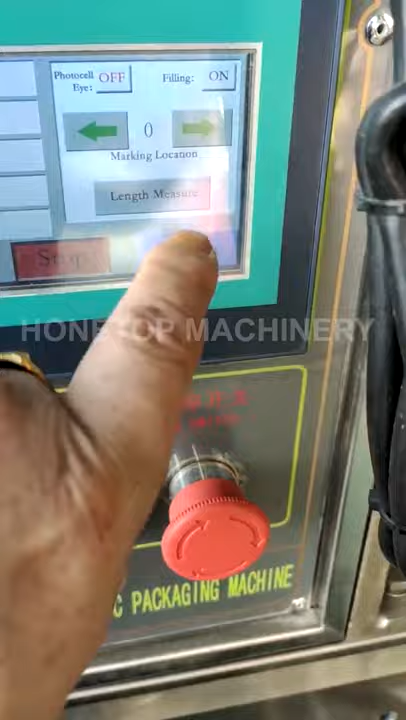 Photocell
Eye:
OFF
Filling:
ON
0
Marking Location
Length Measure
Stop
HONETOP MACHINERY
C PACKAGING MACHINE